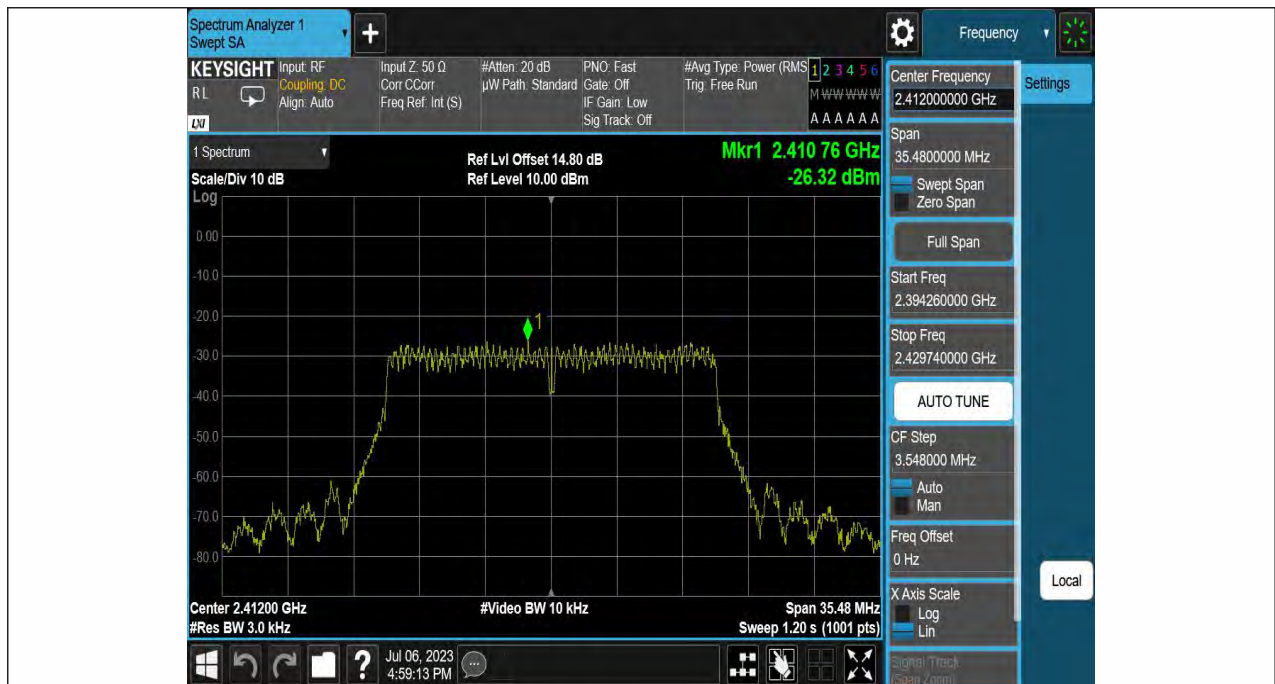 Spectrum Analyzer 1
Swept SA
+
Frequency
KEYSIGHT
RL
LXI
Input: RF
Coupling: DC
Align: Auto
Input Z: 50 Ω
Corr CCorr
Freq Ref: Int (S)
#Atten: 20 dB
µW Path: Standard
PNO: Fast
Gate: Off
IF Gain: Low
Sig Track: Off
#Avg Type: Power (RMS
Trig: Free Run
1 2 3 4 5 6
M W W W W W
A A A A A A
1 Spectrum
Scale/Div 10 dB
Log
Ref Lvl Offset 14.80 dB
Ref Level 10.00 dBm
Mkr1 2.410 76 GHz
-26.32 dBm
0.00
-10.0
-20.0
-30.0
-40.0
-50.0
-60.0
-70.0
-80.0
1
Center 2.41200 GHz
#Res BW 3.0 kHz
#Video BW 10 kHz
Span 35.48 MHz
Sweep 1.20 s (1001 pts)
Center Frequency
2.412000000 GHz
Settings
Span
35.4800000 MHz
Swept Span
Zero Span
Full Span
Start Freq
2.394260000 GHz
Stop Freq
2.429740000 GHz
AUTO TUNE
CF Step
3.548000 MHz
Auto
Man
Freq Offset
0 Hz
X Axis Scale
Log
Lin
Signal Track
(Span Zoom)
Local
?
Jul 06, 2023
4:59:13 PM